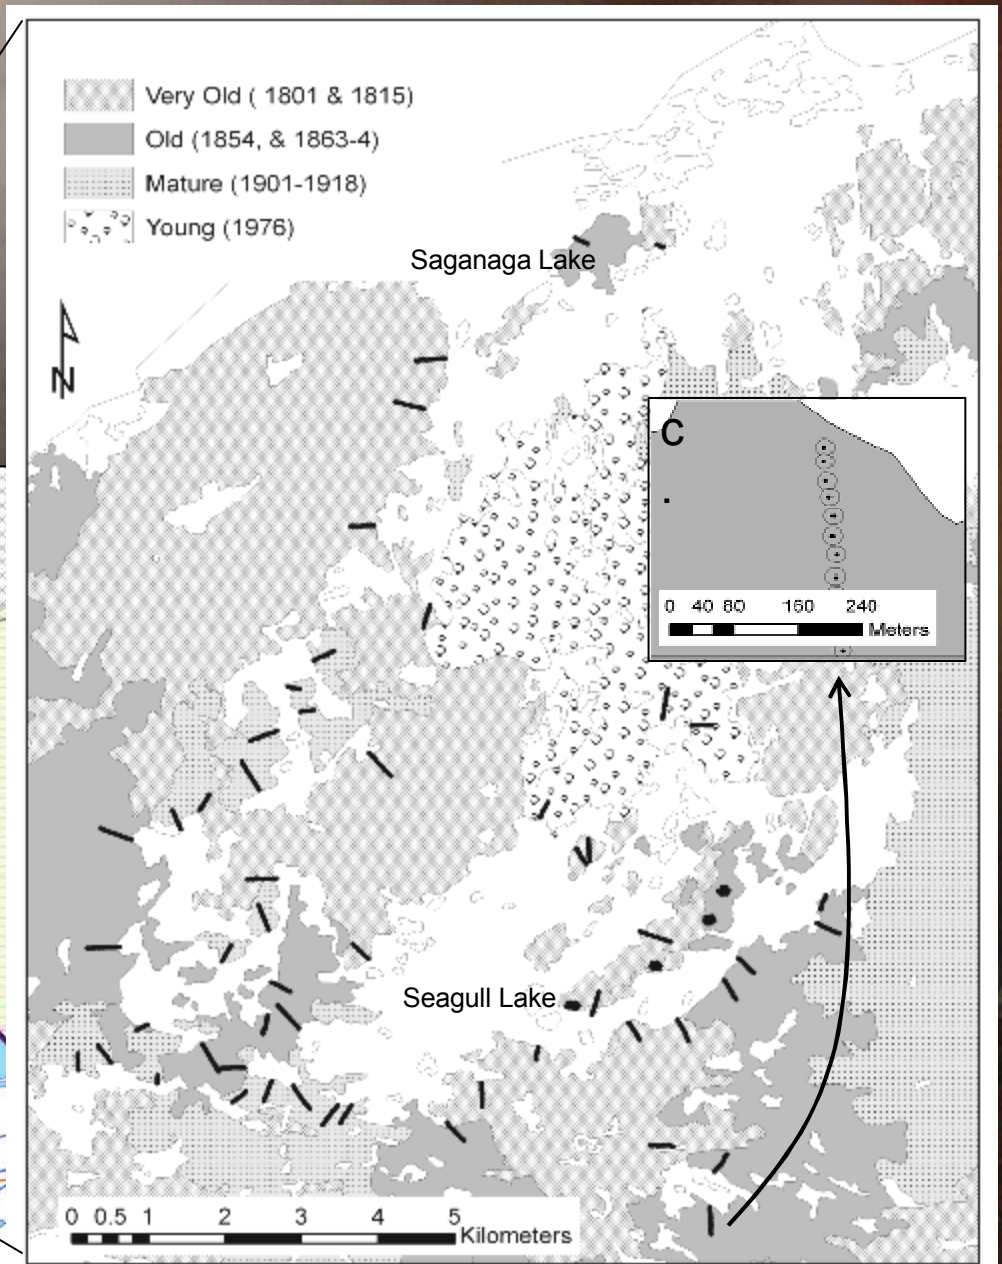 Very Old ( 1801 & 1815)
Old (1854, & 1863-4)
Mature (1901-1918)
Young (1976)
Saganaga Lake
N
C
0 40 80 160 240
Meters
Seagull Lake
0 0.5 1 2 3 4 5
Kilometers